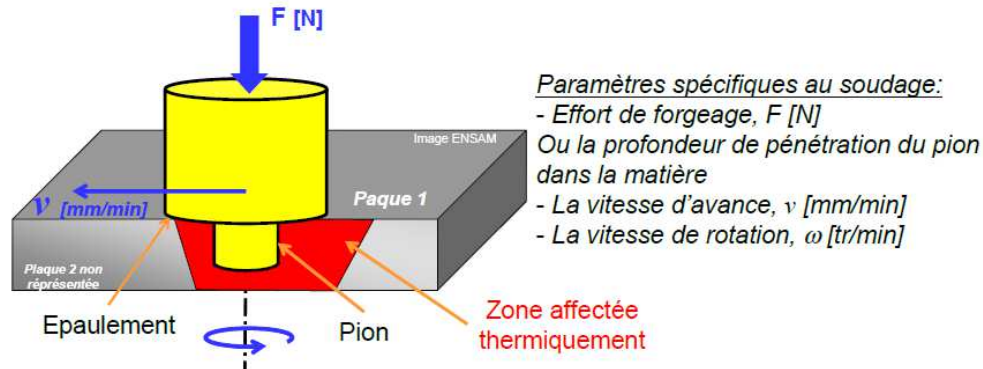 F [N]
Image ENSAM
Paque 1
v [mm/min]
Plaque 2 non
réprésentée
Epaulement
Pion
Zone affectée
thermiquement
Paramètres spécifiques au soudage:
- Effort de forgeage, F [N]
Ou la profondeur de pénétration du pion
dans la matière
- La vitesse d'avance, v [mm/min]
- La vitesse de rotation, ω [tr/min]